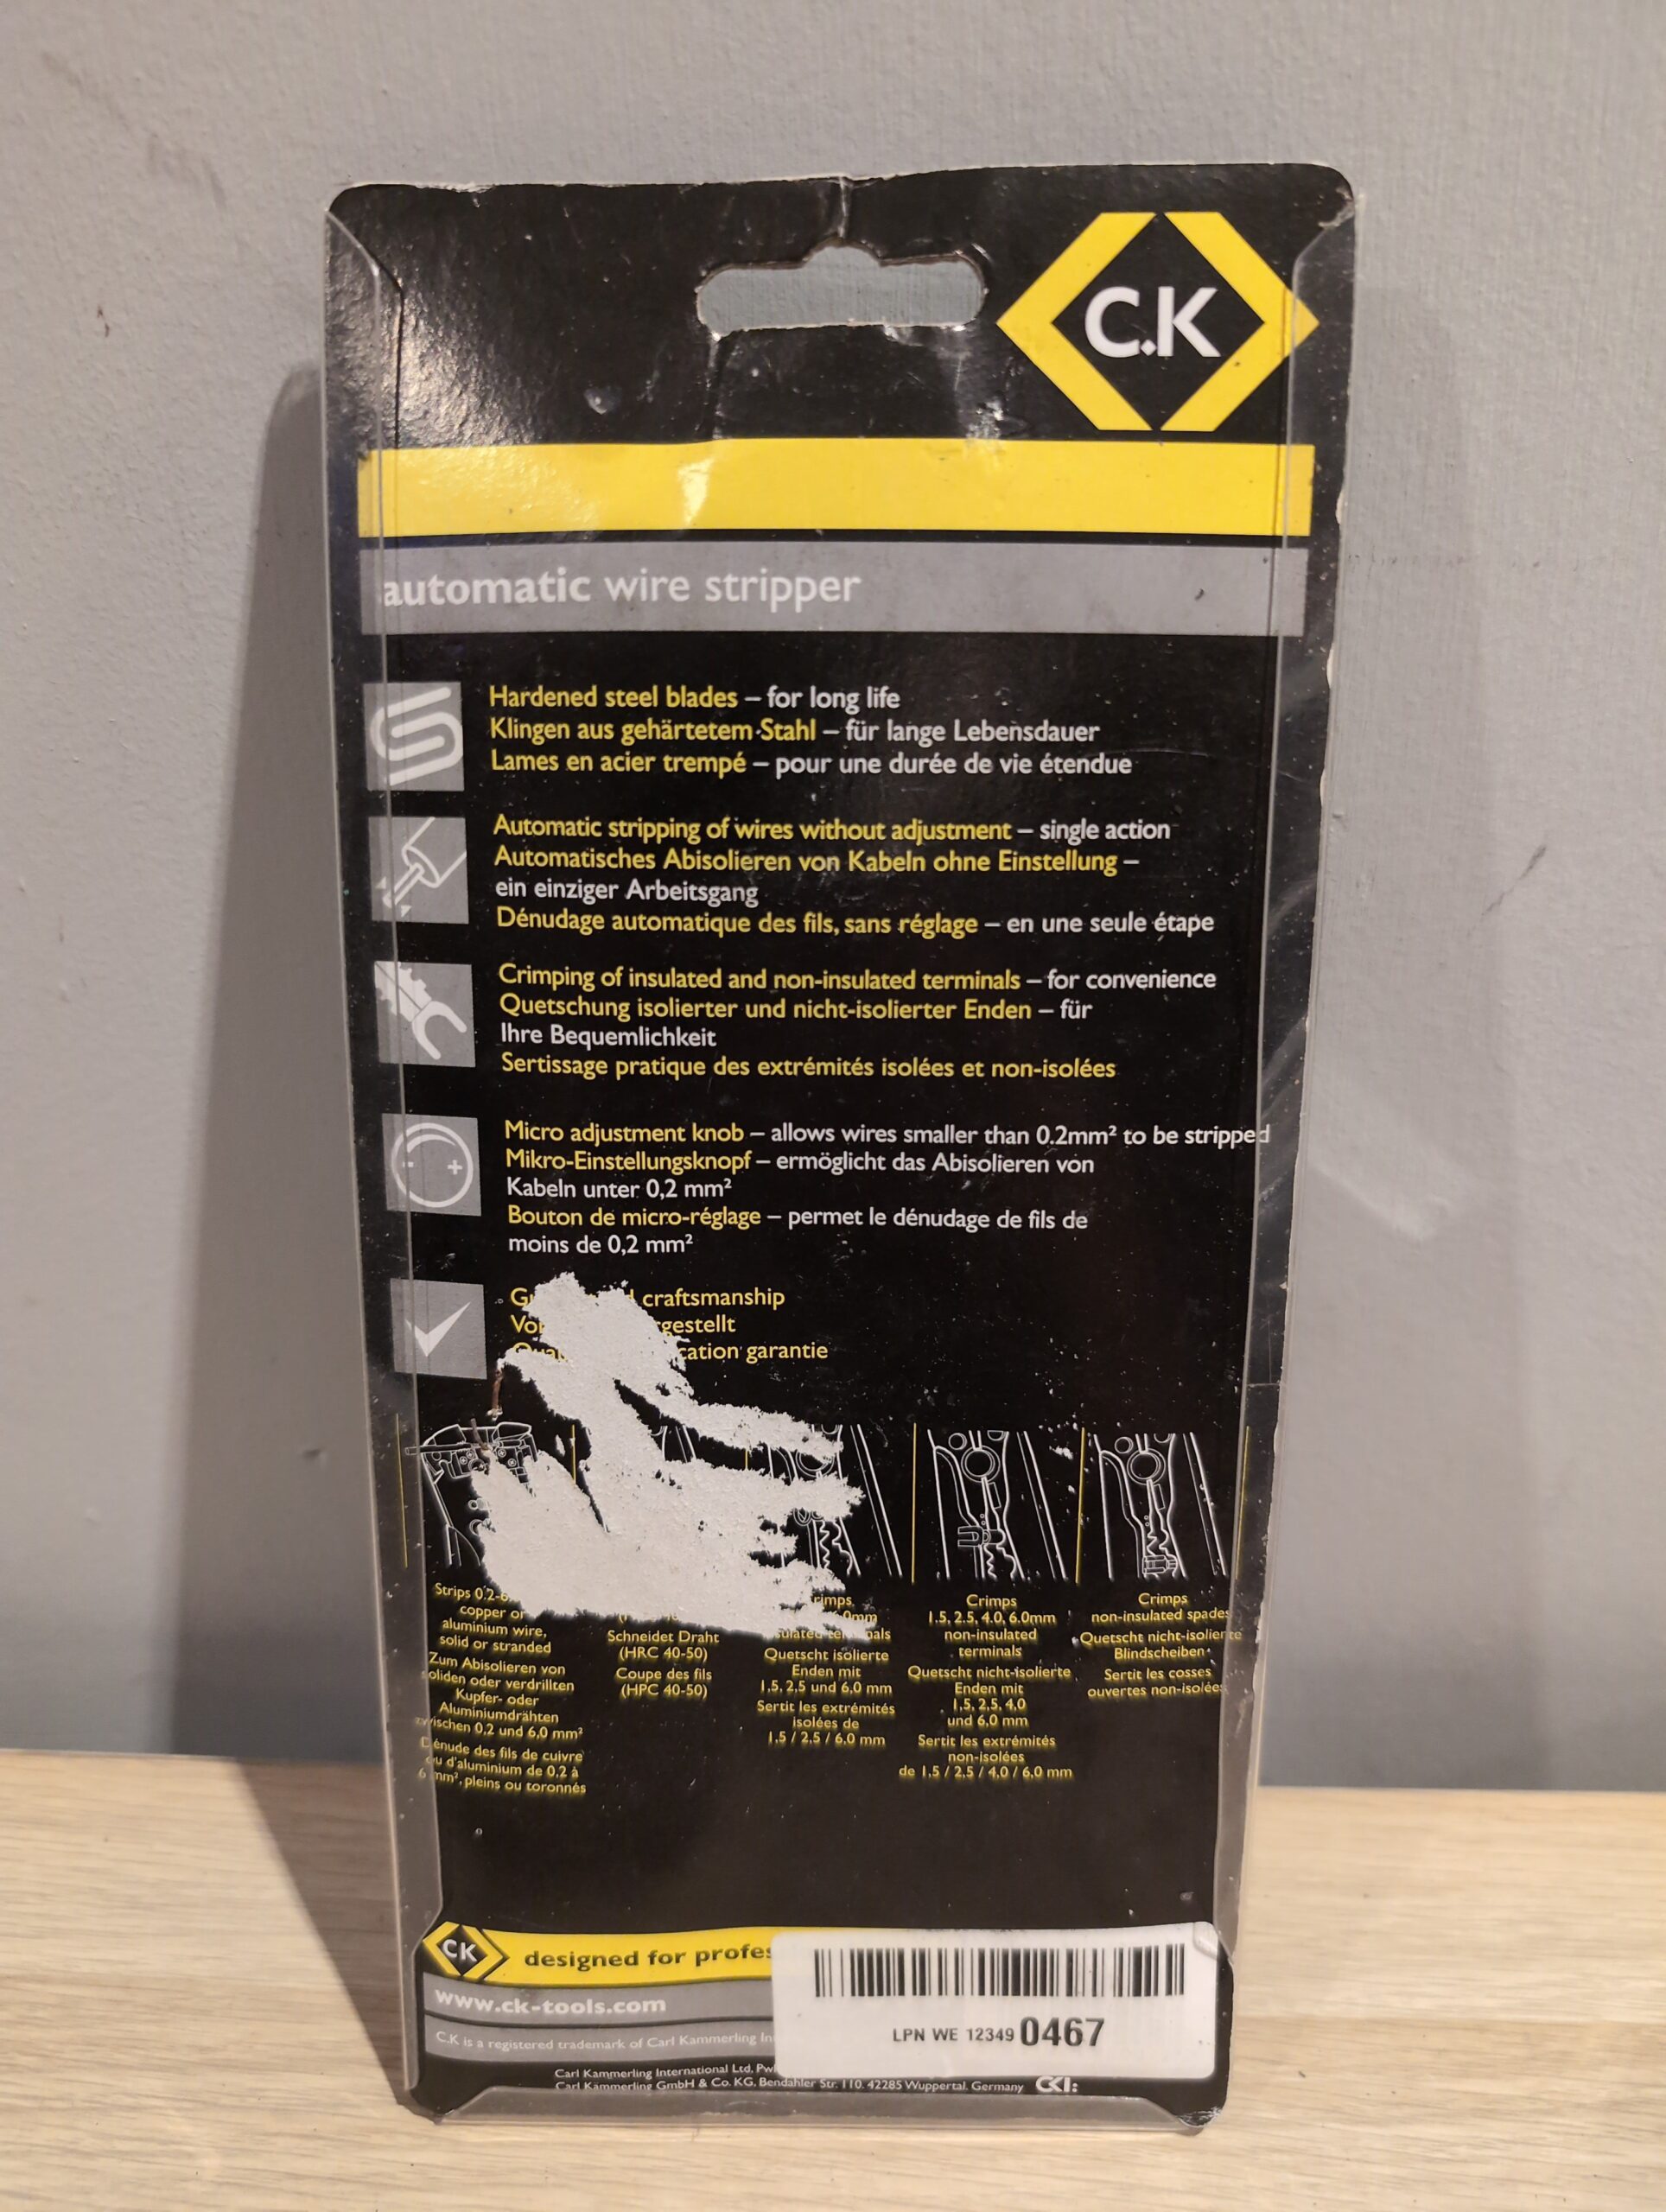 C.K
automatic wire stripper
Hardened steel blades – for long life
Klingen aus gehärtetem Stahl – für lange Lebensdauer
Lames en acier trempé – pour une durée de vie étendue
Automatic stripping of wires without adjustment – single action
Automatisches Abisolieren von Kabeln ohne Einstellung –
ein einziger Arbeitsgang
Dénudage automatique des fils, sans réglage – en une seule étape
Crimping of insulated and non-insulated terminals – for convenience
Quetschung isolierter und nicht-isolierter Enden – für
Ihre Bequemlichkeit
Sertissage pratique des extrémités isolées et non-isolées
Micro adjustment knob – allows wires smaller than 0.2mm² to be stripped
Mikro-Einstellungsknopf – ermöglicht das Abisolieren von
Kabeln unter 0,2 mm²
Bouton de micro-réglage – permet le dénudage de fils de
moins de 0,2 mm²
craftsmanship
garantie
Strips
copper or
aluminium wire,
solid or stranded
Zum Abisolieren von
soliden oder verdrillten
Kupfer- oder
Aluminiumdrähten
zwischen 0,2 und 6,0 mm²
Dénude des fils de cuivre
ou d'aluminium de 0,2 à
6 mm², pleins ou toronnés
Schneidet Draht
(HRC 40-50)
Coupe des fils
(HPC 40-50)
Quetscht isolierte
Enden mit
1,5, 2,5 und 6,0 mm
Sertit les extrémités
isolées de
1,5 / 2,5 / 6,0 mm
Crimps
1.5, 2.5, 4.0, 6.0mm
non-insulated
terminals
Quetscht nicht-isolierte
Enden mit
1,5, 2,5, 4,0
und 6,0 mm
Sertit les extrémités
non-isolées
de 1,5 / 2,5 / 4,0 / 6,0 mm
Crimps
non-insulated spades
Quetscht nicht-isolierte
Blindscheiben
Sertit les cosses
ouvertes non-isolées
CK
designed for
www.ck-tools.com
C.K is a registered trademark of Carl Kammerling
Carl Kammerling International Ltd.
Carl Kämmerling GmbH & Co. KG. Bendahler Str. 110. 42285 Wuppertal. Germany
CKI:
LPN WE 12349 0467